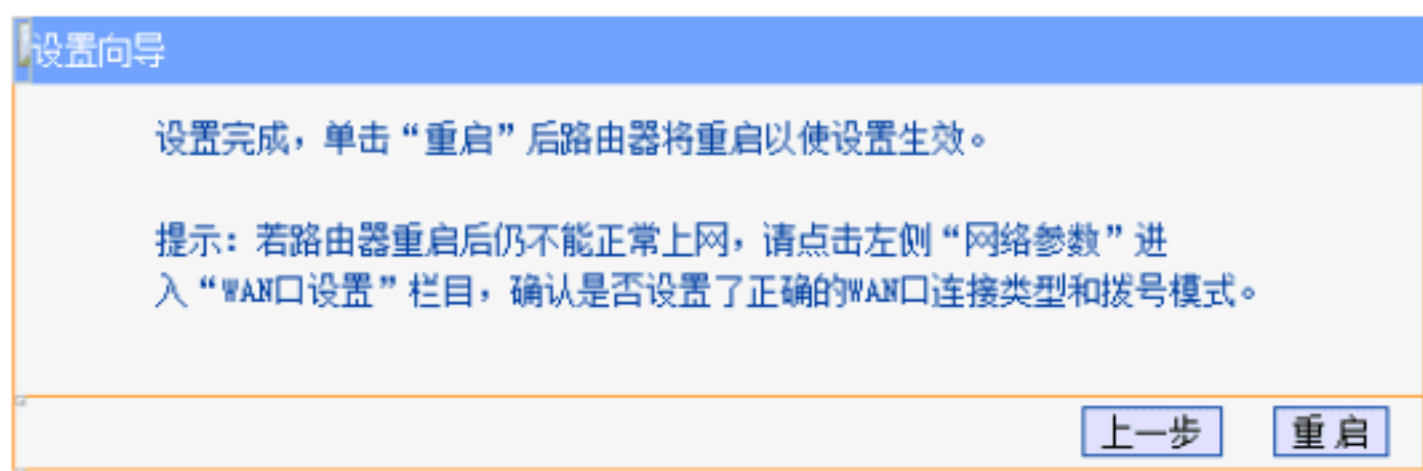 设置向导
设置完成，单击“重启”后路由器将重启以使设置生效。
提示：若路由器重启后仍不能正常上网，请点击左侧“网络参数”进
入“WAN口设置”栏目，确认是否设置了正确的WAN口连接类型和拨号模式。
上一步 重启